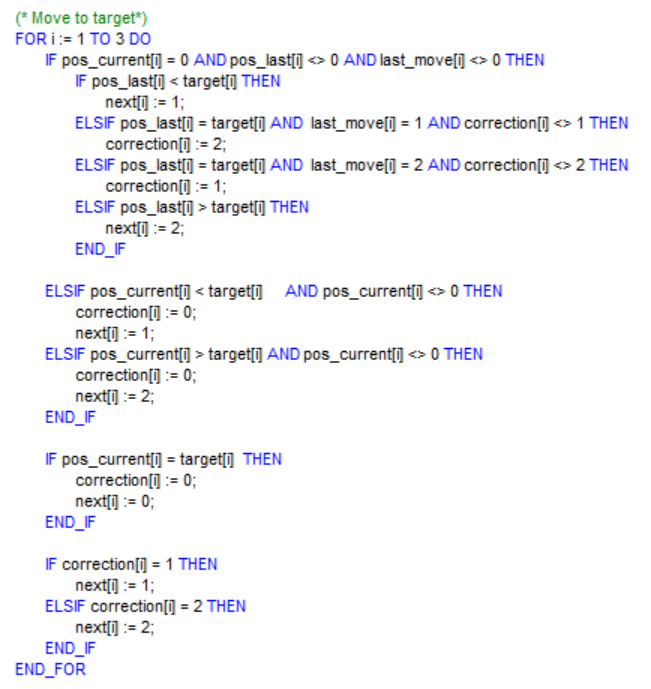 (* Move to target*)
FOR i := 1 TO 3 DO
IF pos_current[i] = 0 AND pos_last[i] <> 0 AND last_move[i] <> 0 THEN
IF pos_last[i] < target[i] THEN
next[i] := 1;
ELSIF pos_last[i] = target[i] AND last_move[i] = 1 AND correction[i] <> 1 THEN
correction[i] := 2;
ELSIF pos_last[i] = target[i] AND last_move[i] = 2 AND correction[i] <> 2 THEN
correction[i] := 1;
ELSIF pos_last[i] > target[i] THEN
next[i] := 2;
END_IF
ELSIF pos_current[i] < target[i] AND pos_current[i] <> 0 THEN
correction[i] := 0;
next[i] := 1;
ELSIF pos_current[i] > target[i] AND pos_current[i] <> 0 THEN
correction[i] := 0;
next[i] := 2;
END_IF
IF pos_current[i] = target[i] THEN
correction[i] := 0;
next[i] := 0;
END_IF
IF correction[i] = 1 THEN
next[i] := 1;
ELSIF correction[i] = 2 THEN
next[i] := 2;
END_IF
END_FOR